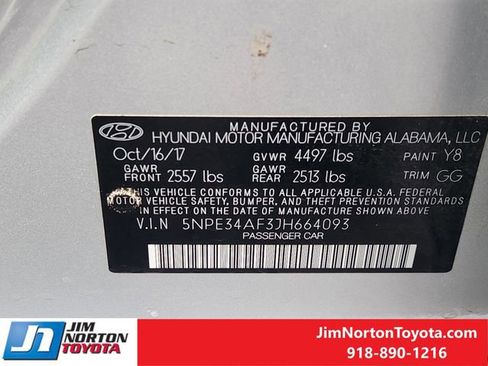 MANUFACTURED BY
HYUNDAI MOTOR MANUFACTURING ALABAMA, LLC
Oct/16/17 GVWR 4497 lbs PAINT Y8
GAWR FRONT 2557 lbs GAWR REAR 2513 lbs TRIM GG
THIS VEHICLE CONFORMS TO ALL APPLICABLE U.S.A. FEDERAL
MOTOR VEHICLE SAFETY, BUMPER, AND THEFT PREVENTION STANDARDS
IN EFFECT ON THE DATE OF MANUFACTURE SHOWN ABOVE.
V.I.N 5NPE34AF3JH664093
PASSENGER CAR
JIM NORTON TOYOTA
JimNortonToyota.com
918-890-1216